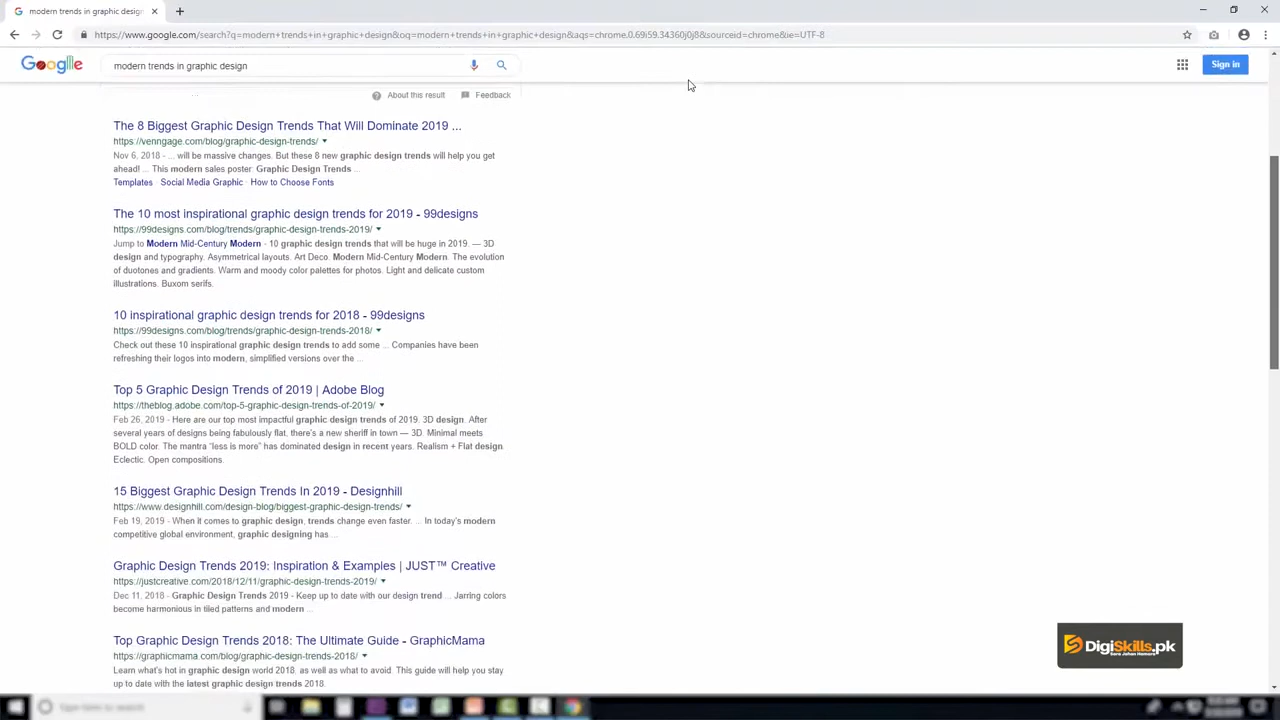 modern trends in graphic design
https://www.google.com/search?q=modern+trends+in+graphic+design&oq=modern+trends+in+graphic+design&aqs=chrome.0.69i59.34360j0j8&sourceid=chrome&ie=UTF-8
modern trends in graphic design
Sign in
About this result
Feedback
The 8 Biggest Graphic Design Trends That Will Dominate 2019 ...
https://venngage.com/blog/graphic-design-trends/
Nov 6, 2018 - ... will be massive changes. But these 8 new graphic design trends will help you get
ahead! ... This modern sales poster. Graphic Design Trends ...
Templates · Social Media Graphic · How to Choose Fonts
The 10 most inspirational graphic design trends for 2019 - 99designs
https://99designs.com/blog/trends/graphic-design-trends-2019/
Jump to Modern Mid-Century Modern - 10 graphic design trends that will be huge in 2019. — 3D
design and typography. Asymmetrical layouts. Art Deco. Modern Mid-Century Modern. The evolution
of duotones and gradients. Warm and moody color palettes for photos. Light and delicate custom
illustrations. Buxom serifs.
10 inspirational graphic design trends for 2018 - 99designs
https://99designs.com/blog/trends/graphic-design-trends-2018/
Check out these 10 inspirational graphic design trends to add some ... Companies have been
refreshing their logos into modern, simplified versions over the ...
Top 5 Graphic Design Trends of 2019 | Adobe Blog
https://theblog.adobe.com/top-5-graphic-design-trends-of-2019/
Feb 26, 2019 - Here are our top most impactful graphic design trends of 2019. 3D design. After
several years of designs being fabulously flat, there's a new sheriff in town — 3D. Minimal meets
BOLD color. The mantra “less is more” has dominated design in recent years. Realism + Flat design.
Eclectic. Open compositions.
15 Biggest Graphic Design Trends In 2019 - Designhill
https://www.designhill.com/design-blog/biggest-graphic-design-trends/
Feb 19, 2019 - When it comes to graphic design, trends change even faster. ... In today's modern
competitive global environment, graphic designing has....
Graphic Design Trends 2019: Inspiration & Examples | JUST™ Creative
https://justcreative.com/2018/12/11/graphic-design-trends-2019/
Dec 11, 2018 - Graphic Design Trends 2019 - Keep up to date with our design trend ... Jarring colors
become harmonious in tiled patterns and modern ...
Top Graphic Design Trends 2018: The Ultimate Guide - GraphicMama
https://graphicmama.com/blog/graphic-design-trends-2018/
Learn what's hot in graphic design world 2018, as well as what to avoid. This guide will help you stay
up to date with the latest graphic design trends 2018.
DigiSkills.pk
Type here to search